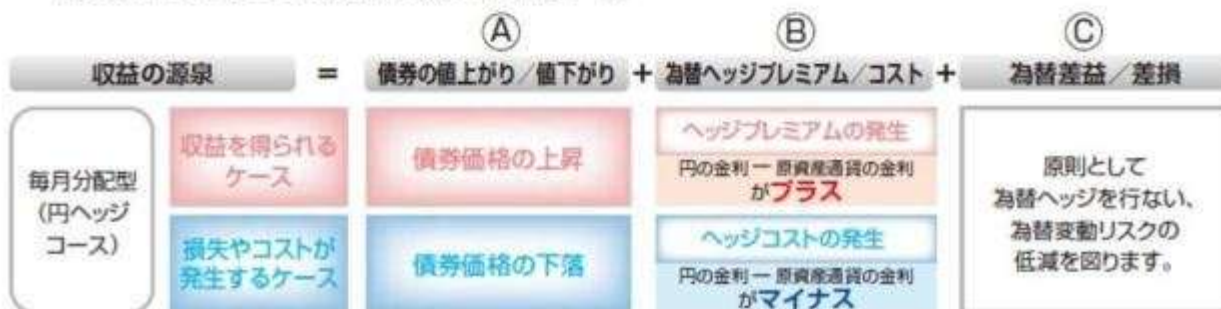 Ⓐ Ⓑ Ⓒ
収益の源泉 = 債券の値上がり/値下がり + 為替ヘッジプレミアム/コスト + 為替差益/差損
毎月分配型
(円ヘッジ
コース)
収益を得られる
ケース
債券価格の上昇
ヘッジプレミアムの発生
円の金利ー原資産通貨の金利
がプラス
損失やコストが
発生するケース
債券価格の下落
ヘッジコストの発生
円の金利ー原資産通貨の金利
がマイナス
原則として
為替ヘッジを行ない、
為替変動リスクの
低減を図ります。